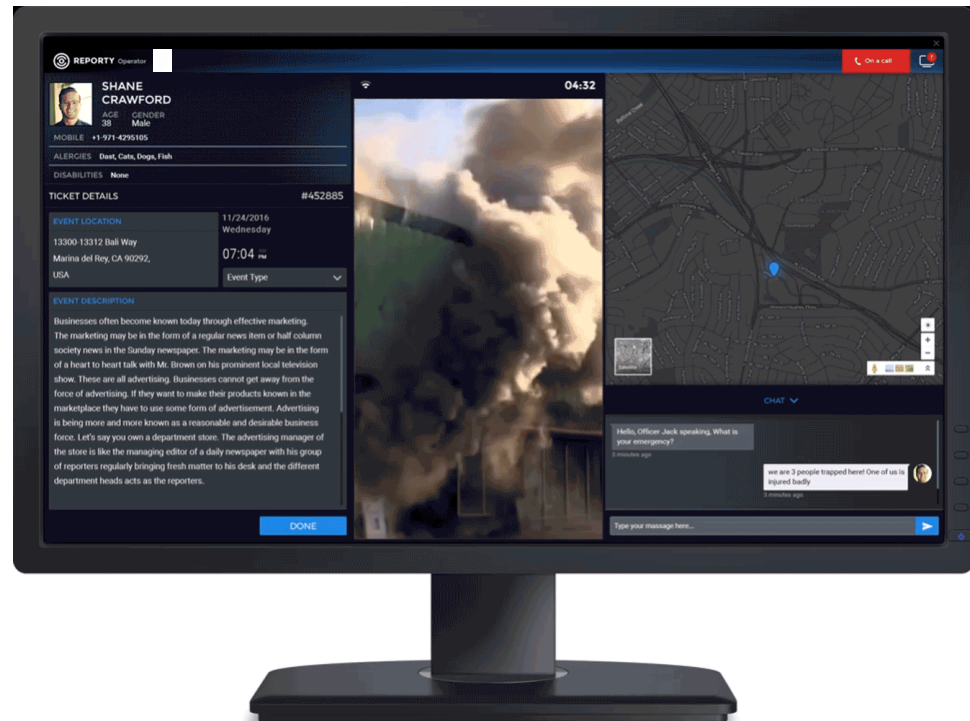 REPORTY Operator
On a call
SHANE
CRAWFORD
AGE GENDER
38 Male
MOBILE +1-971-4295105
ALERGIES Dast, Cats, Dogs, Fish
DISABILITIES None
TICKET DETAILS #452885
EVENT LOCATION
13300-13312 Bali Way
Marina del Rey, CA 90292,
USA
11/24/2016
Wednesday
07:04 PM
Event Type
EVENT DESCRIPTION
Businesses often become known today through effective marketing.
The marketing may be in the form of a regular news item or half column
society news in the Sunday newspaper. The marketing may be in the form
of a heart to heart talk with Mr. Brown on his prominent local television
show. These are all advertising. Businesses cannot get away from the
force of advertising. If they want to make their products known in the
marketplace they have to use some form of advertisement. Advertising
is being more and more known as a reasonable and desirable business
force. Let's say you own a department store. The advertising manager of
the store is like the managing editor of a daily newspaper with his group
of reporters regularly bringing fresh matter to his desk and the different
department heads acts as the reporters.
DONE
04:32
CHAT
Hello, Officer Jack speaking, What is
your emergency?
3 minutes ago
we are 3 people trapped here! One of us is
injured badly
3 minutes ago
Type your massage here...